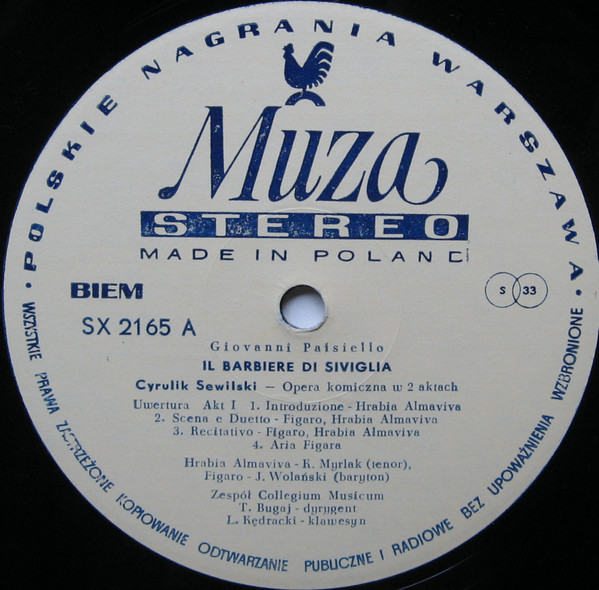 • POLSKIE NAGRANIA WARSZAWA •
Muza
STEREO
MADE IN POLAND
BIEM
S 33
SX 2165 A
Giovanni Paisiello
IL BARBIERE DI SIVIGLIA
Cyrulik Sewilski – Opera komiczna w 2 aktach
Uwertura Akt I 1. Introduzione - Hrabia Almaviva
2. Scena e Duetto - Figaro, Hrabia Almaviva
3. Recitativo - Figaro, Hrabia Almaviva
4. Aria Figara
Hrabia Almaviva - K. Myrlak (tenor),
Figaro - J. Wolański (baryton)
Zespół Collegium Musicum
T. Bugaj - dyrygent
L. Kędracki - klawesyn
WSZYSTKIE PRAWA ZASTRZEŻONE KOPIOWANIE ODTWARZANIE PUBLICZNE I RADIOWE BEZ UPOWAŻNIENIA WZBRONIONE